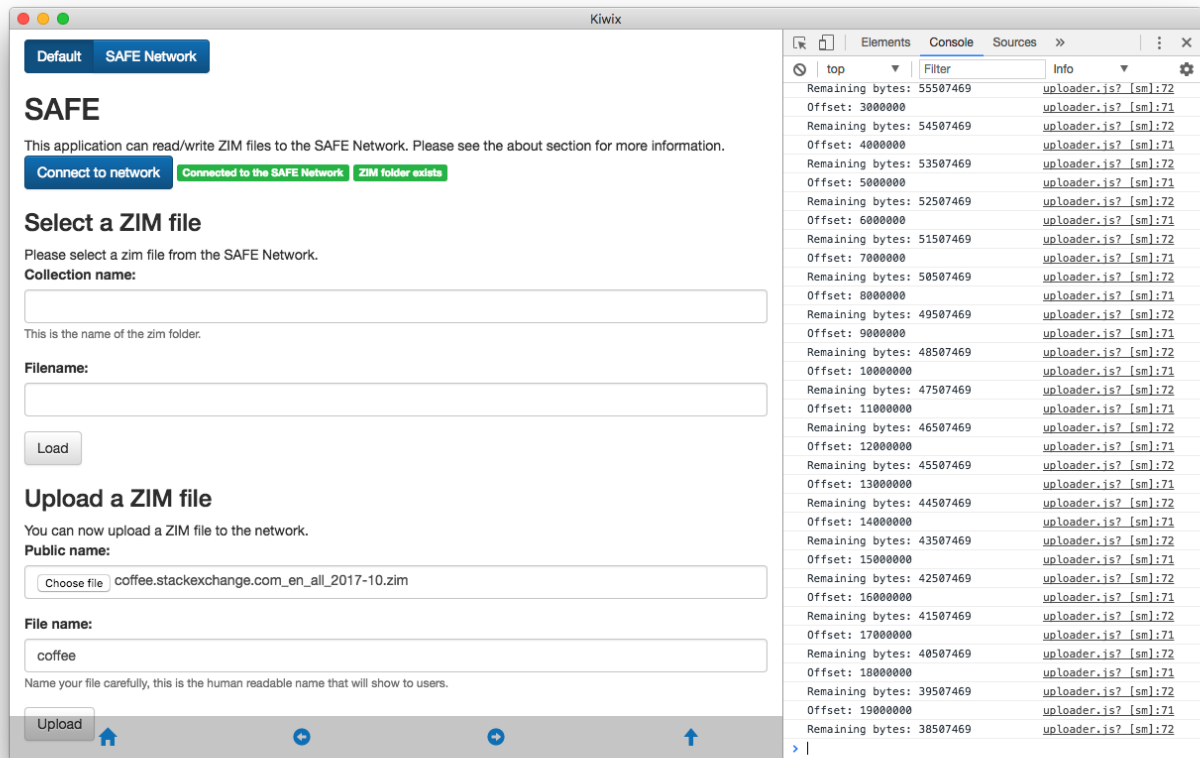 Kiwix
Default SAFE Network
SAFE
This application can read/write ZIM files to the SAFE Network. Please see the about section for more information.
Connect to network Connected to the SAFE Network ZIM folder exists
Select a ZIM file
Please select a zim file from the SAFE Network.
Collection name:
This is the name of the zim folder.
Filename:
Load
Upload a ZIM file
You can now upload a ZIM file to the network.
Public name:
Choose file coffee.stackexchange.com_en_all_2017-10.zim
File name:
coffee
Name your file carefully, this is the human readable name that will show to users.
Upload
Elements Console Sources »
top ▼ Filter Info ▼
Remaining bytes: 55507469 uploader.js? [sm]:72
Offset: 3000000 uploader.js? [sm]:71
Remaining bytes: 54507469 uploader.js? [sm]:72
Offset: 4000000 uploader.js? [sm]:71
Remaining bytes: 53507469 uploader.js? [sm]:72
Offset: 5000000 uploader.js? [sm]:71
Remaining bytes: 52507469 uploader.js? [sm]:72
Offset: 6000000 uploader.js? [sm]:71
Remaining bytes: 51507469 uploader.js? [sm]:72
Offset: 7000000 uploader.js? [sm]:71
Remaining bytes: 50507469 uploader.js? [sm]:72
Offset: 8000000 uploader.js? [sm]:71
Remaining bytes: 49507469 uploader.js? [sm]:72
Offset: 9000000 uploader.js? [sm]:71
Remaining bytes: 48507469 uploader.js? [sm]:72
Offset: 10000000 uploader.js? [sm]:71
Remaining bytes: 47507469 uploader.js? [sm]:72
Offset: 11000000 uploader.js? [sm]:71
Remaining bytes: 46507469 uploader.js? [sm]:72
Offset: 12000000 uploader.js? [sm]:71
Remaining bytes: 45507469 uploader.js? [sm]:72
Offset: 13000000 uploader.js? [sm]:71
Remaining bytes: 44507469 uploader.js? [sm]:72
Offset: 14000000 uploader.js? [sm]:71
Remaining bytes: 43507469 uploader.js? [sm]:72
Offset: 15000000 uploader.js? [sm]:71
Remaining bytes: 42507469 uploader.js? [sm]:72
Offset: 16000000 uploader.js? [sm]:71
Remaining bytes: 41507469 uploader.js? [sm]:72
Offset: 17000000 uploader.js? [sm]:71
Remaining bytes: 40507469 uploader.js? [sm]:72
Offset: 18000000 uploader.js? [sm]:71
Remaining bytes: 39507469 uploader.js? [sm]:72
Offset: 19000000 uploader.js? [sm]:71
Remaining bytes: 38507469 uploader.js? [sm]:72
>